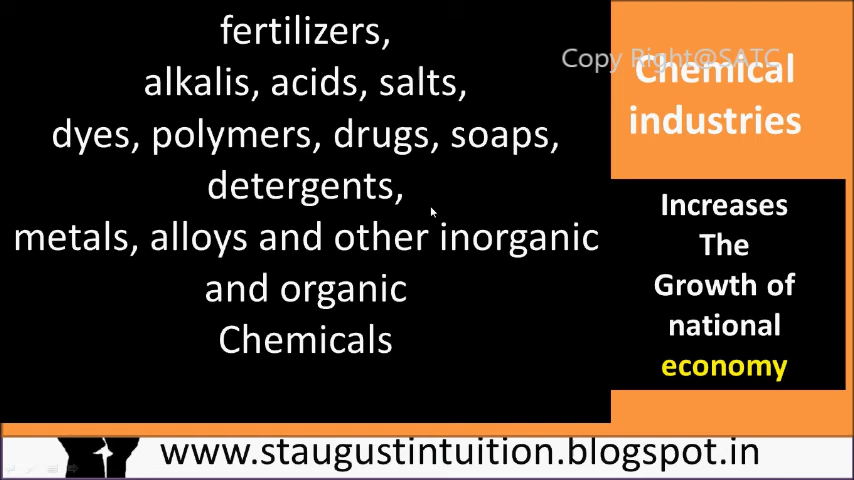 fertilizers,
alkalis, acids, salts,
dyes, polymers, drugs, soaps,
detergents,
metals, alloys and other inorganic
and organic
Chemicals
Copy Right@SATC
Chemical
industries
Increases
The
Growth of
national
economy
www.staugustintuition.blogspot.in